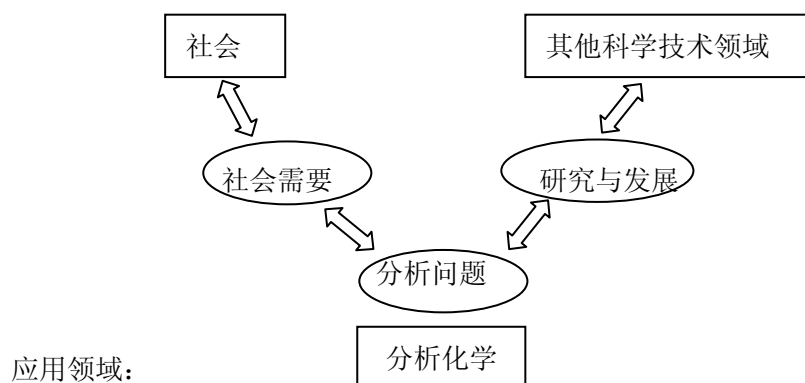 社会
其他科学技术领域
社会需要
研究与发展
分析问题
分析化学
应用领域：